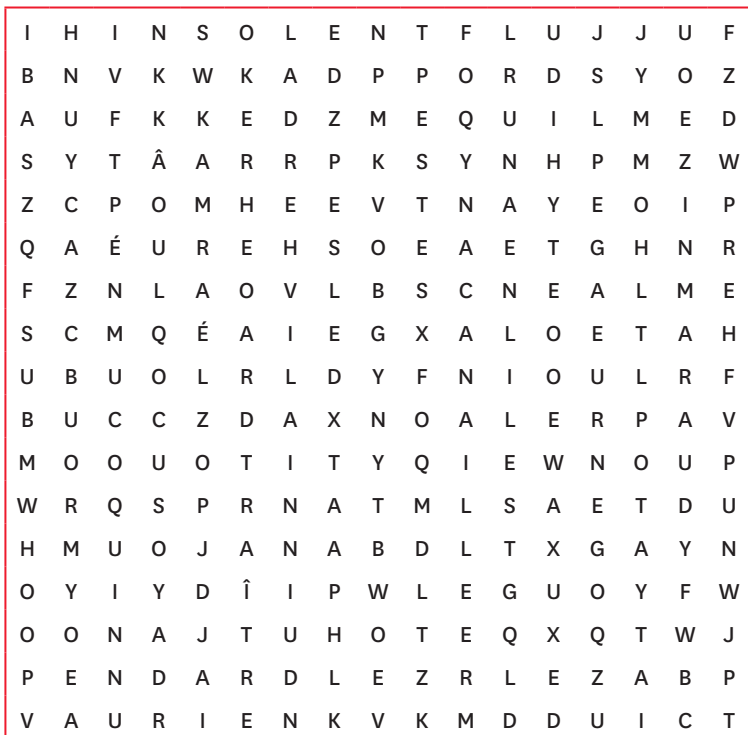 I H I N S O L E N T F L U J J U F
B N V K W K A D P P O R D S Y O Z
A U F K K E D Z M E Q U I L M E D
S Y T Â A R R P K S Y N H P M Z W
Z C P O M H E E V T N A Y E O I P
Q A É U R E H S O E A E T G H N R
F Z N L A O V L B S C N E A L M E
S C M Q É A I E G X A L O E T A H
U B U O L R L D Y F N I O U L R F
B U C C Z D A X N O A L E R P A V
M O O U O T I T Y Q I E W N O U P
W R Q S P R N A T M L S A E T D U
H M U O J A N A B D L T X G A Y N
O Y I Y D Î I P W L E G U O Y F W
O O N A J T U H O T E Q X Q T W J
P E N D A R D L E Z R L E Z A B P
V A U R I E N K V K M D D U I C T